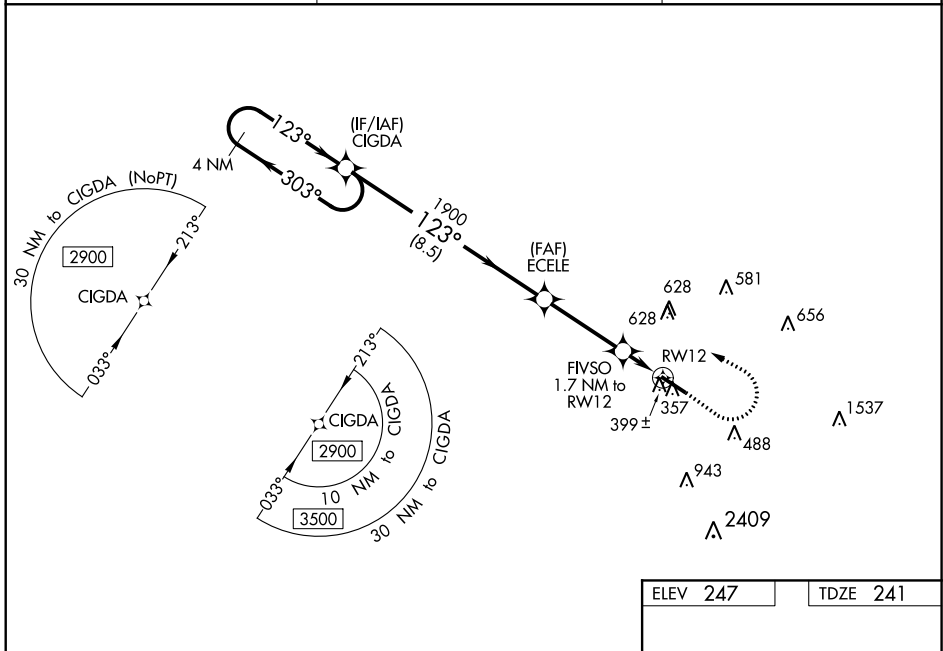 123°
303°
4 NM
(IF/IAF)
CIGDA
1900
123°
(8.5)
(FAF)
ECELE
30 NM to CIGDA (NoPT)
2900
213°
CIGDA
033°
628
628
581
656
RW12
FIVSO
1.7 NM to
RW12
399 ±
357
488
1537
943
2409
213°
CIGDA
2900
033°
10 NM to CIGDA
3500
30 NM to CIGDA
ELEV 247
TDZE 241